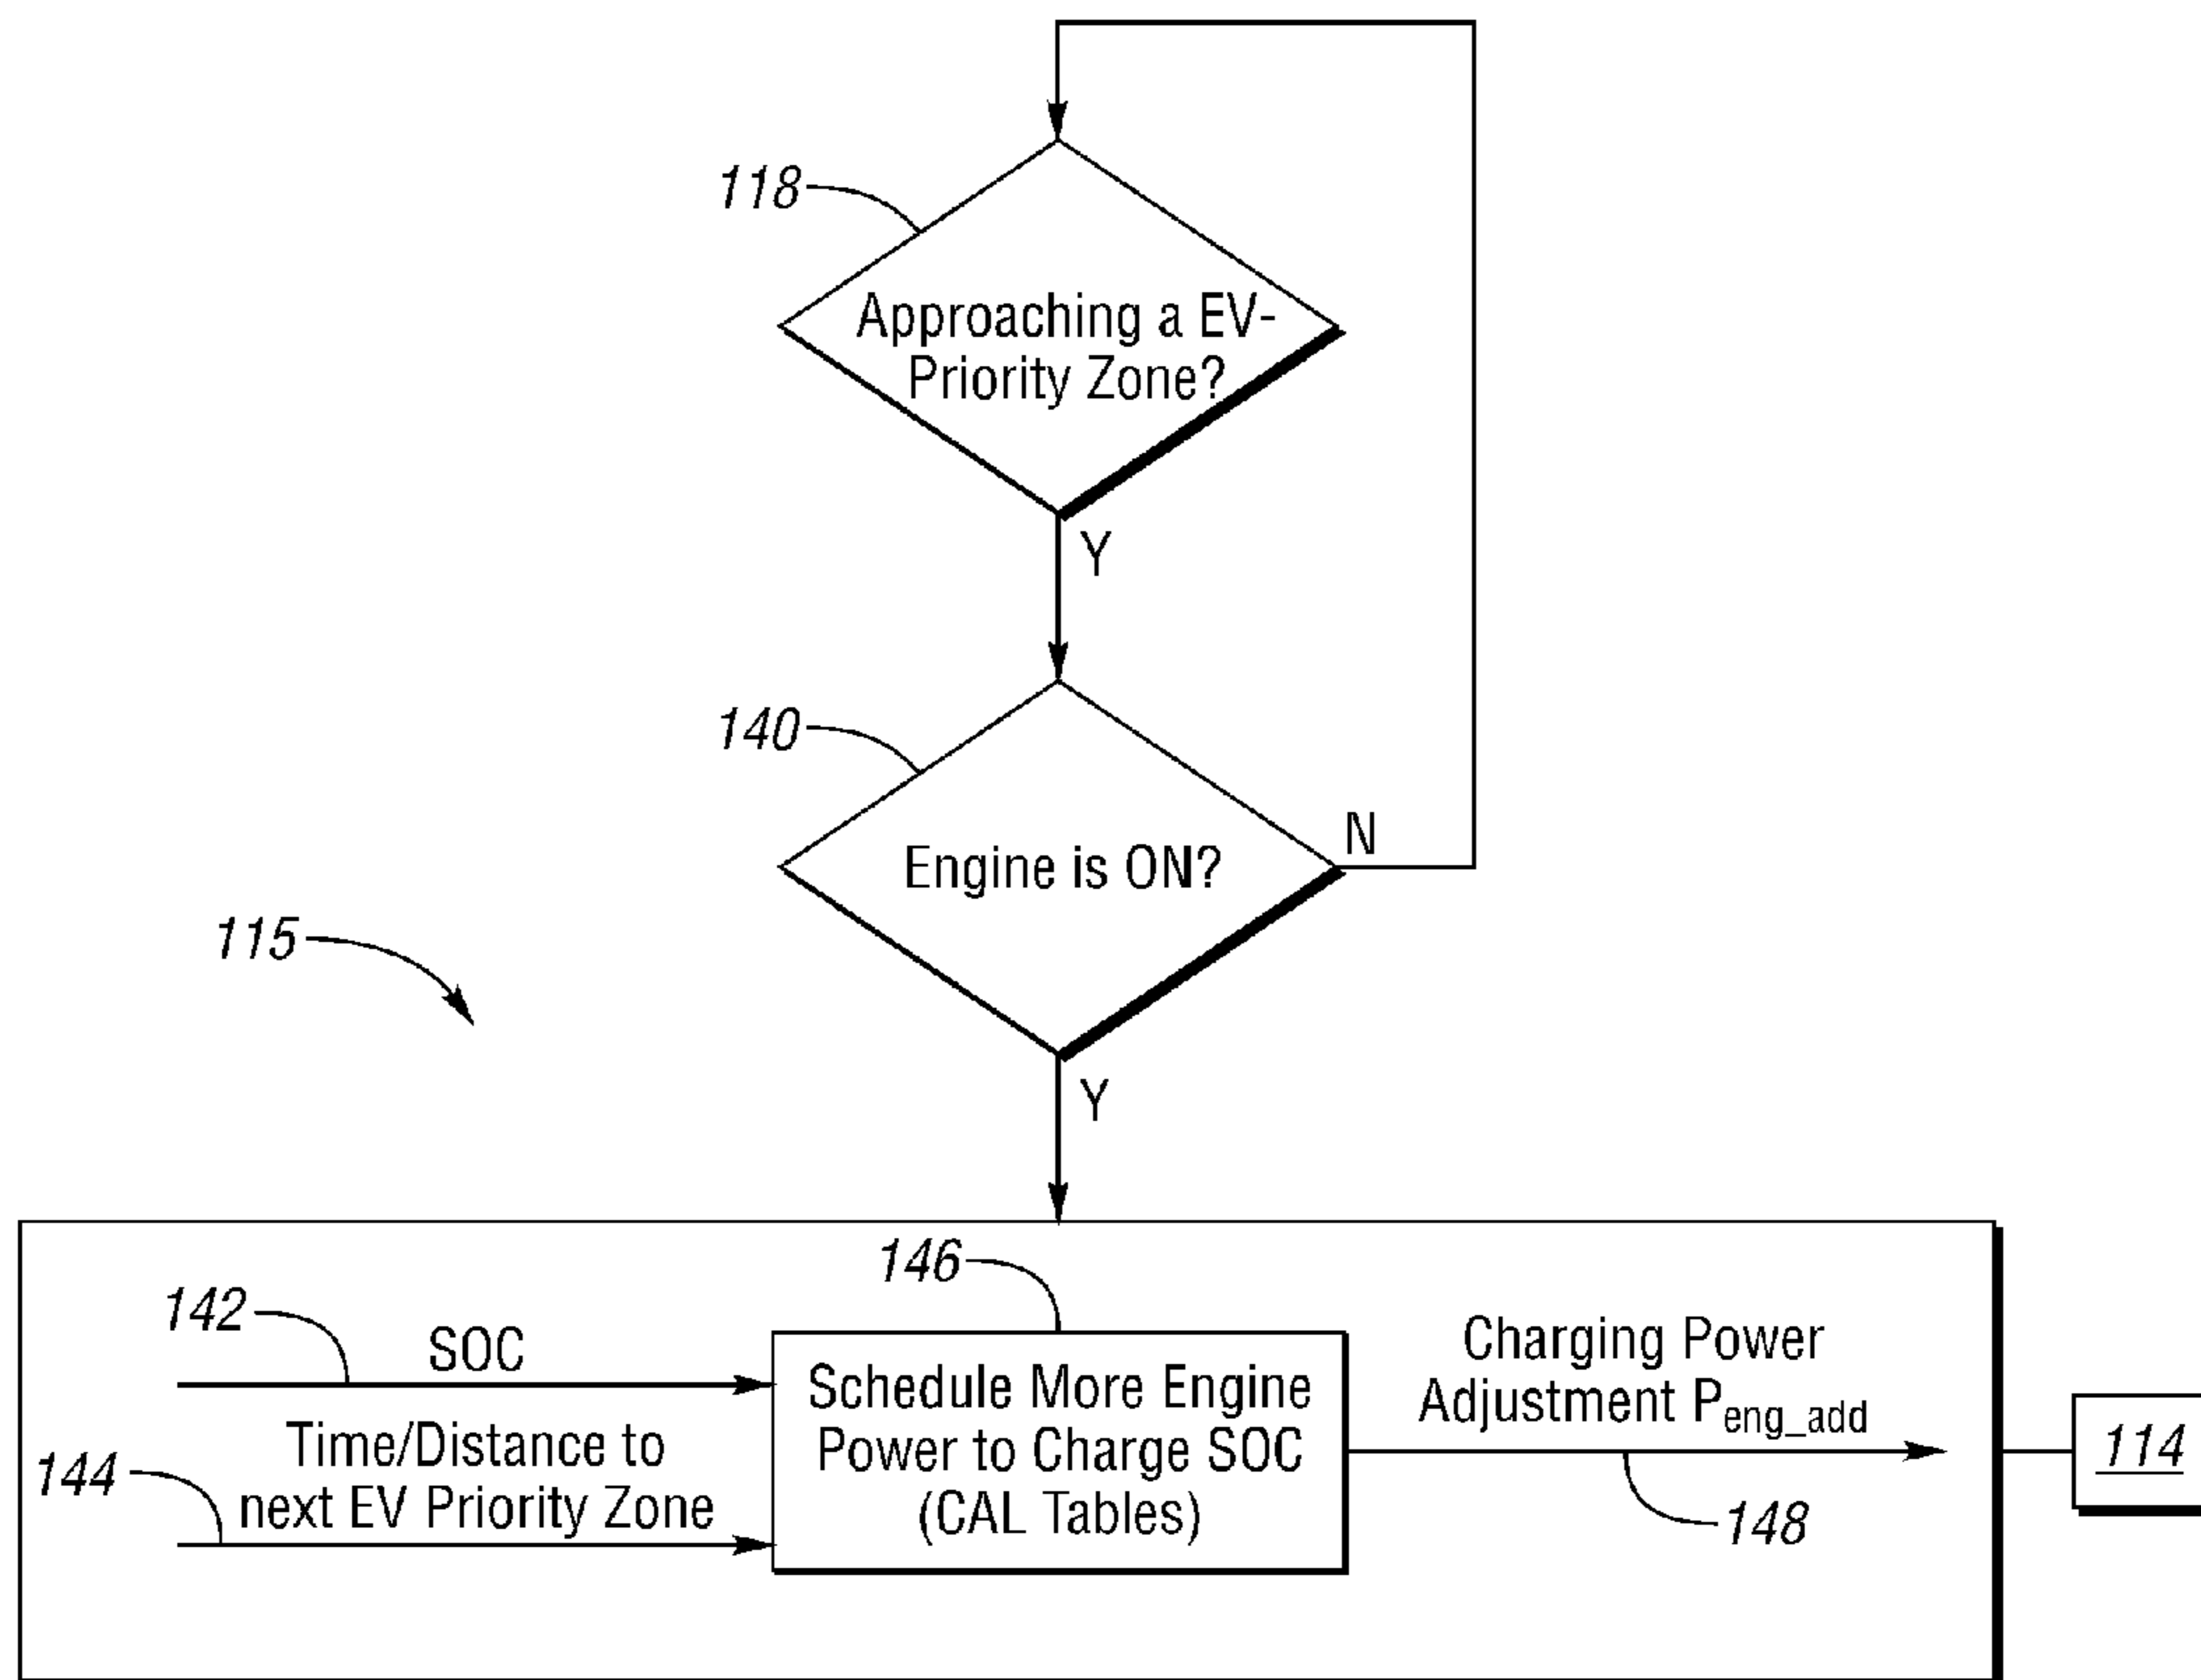 118
Approaching a EV-
Priority Zone?
Y
140
Engine is ON?
N
115
Y
146
142
SOC
Schedule More Engine
Power to Charge SOC
(CAL Tables)
144
Time/Distance to
next EV Priority Zone
Charging Power
Adjustment Peng_add
148
114